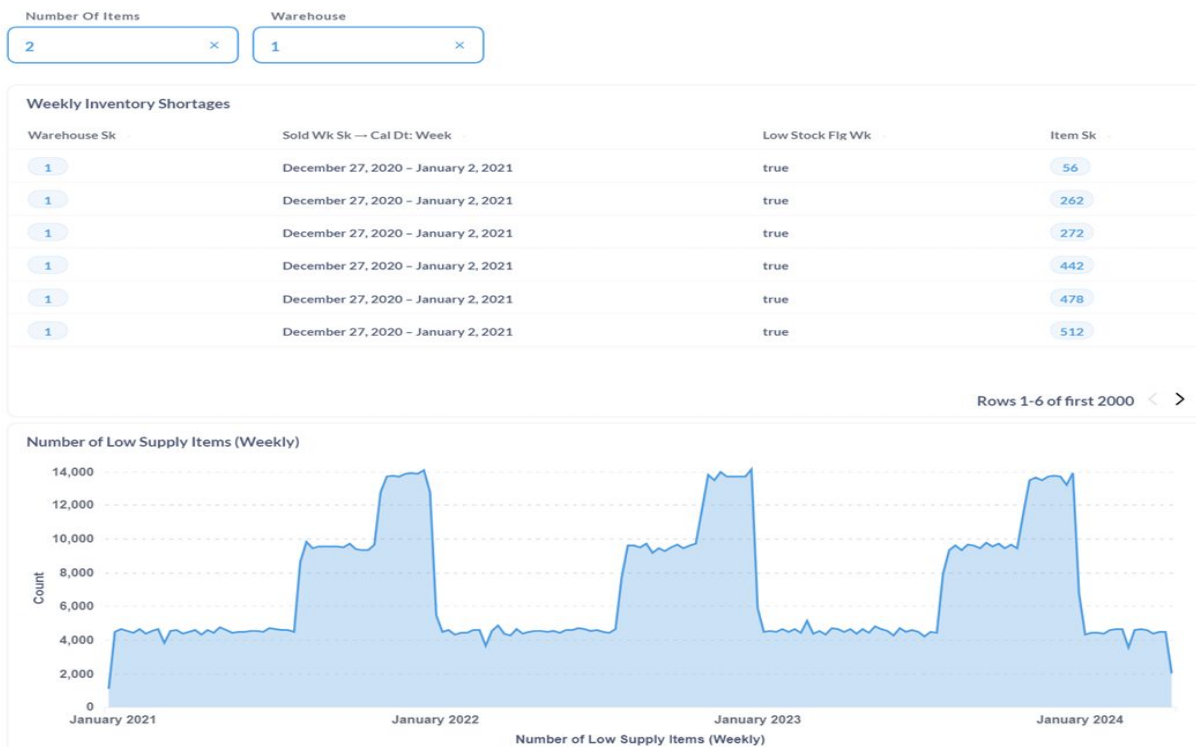 Number Of Items Warehouse
2 × 1 ×
Weekly Inventory Shortages
Warehouse Sk Sold Wk Sk → Cal Dt: Week Low Stock Flg Wk Item Sk
1 December 27, 2020 – January 2, 2021 true 56
1 December 27, 2020 – January 2, 2021 true 262
1 December 27, 2020 – January 2, 2021 true 272
1 December 27, 2020 – January 2, 2021 true 442
1 December 27, 2020 – January 2, 2021 true 478
1 December 27, 2020 – January 2, 2021 true 512
Rows 1-6 of first 2000
Number of Low Supply Items (Weekly)
14,000
12,000
10,000
8,000
6,000
4,000
2,000
0
Count
January 2021 January 2022 January 2023 January 2024
Number of Low Supply Items (Weekly)